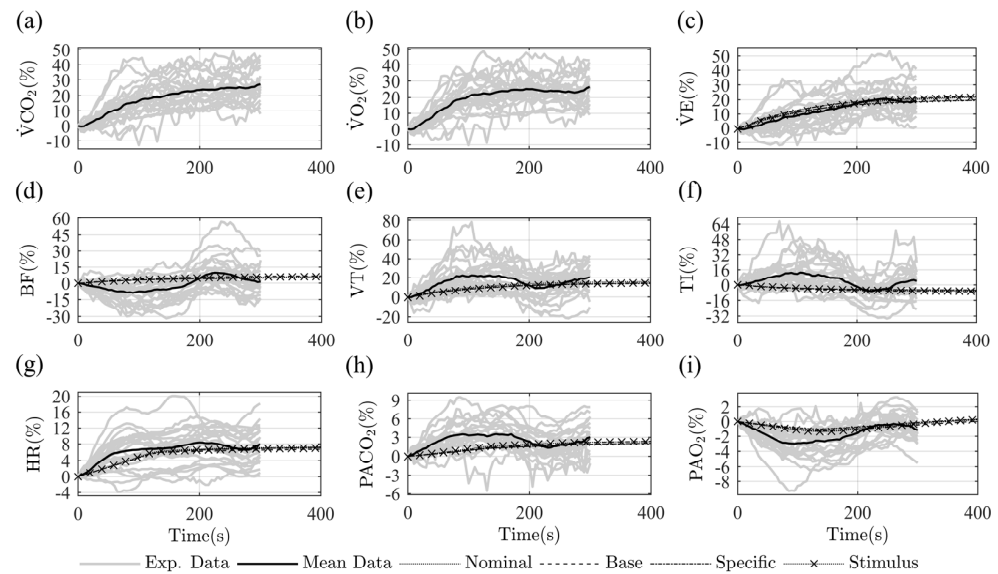 (a) (b) (c)
V̇CO₂(%)
50
40
30
20
10
0
-10
0 200 400
V̇O₂(%)
50
40
30
20
10
0
-10
0 200 400
V̇E(%)
50
40
30
20
10
0
-10
0 200 400
(d) (e) (f)
BF(%)
60
45
30
15
0
-15
-30
0 200 400
VT(%)
80
60
40
20
0
-20
0 200 400
TI(%)
64
48
32
16
0
-16
-32
0 200 400
(g) (h) (i)
HR(%)
20
16
12
8
4
0
-4
0 200 400
Time(s)
PACO₂(%)
9
6
3
0
-3
-6
0 200 400
Time(s)
PAO₂(%)
2
0
-2
-4
-6
-8
0 200 400
Time(s)
Exp. Data Mean Data Nominal Base Specific Stimulus